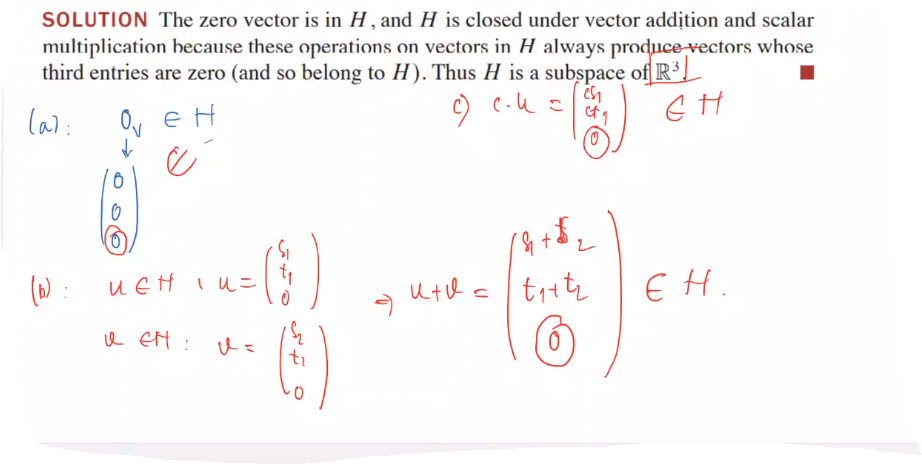 SOLUTION The zero vector is in H, and H is closed under vector addition and scalar
multiplication because these operations on vectors in H always produce vectors whose
third entries are zero (and so belong to H). Thus H is a subspace of ℝ³.
(a): 0_V ∈ H
↓
(0
0
0)
c) c.u = (cs₁
ct₁
0) ∈ H
(b): u ∈ H, u = (s₁
t₁
0)
v ∈ H: v = (s₂
t₂
0)
⇒ u+v = (s₁+s₂
t₁+t₂
0) ∈ H.